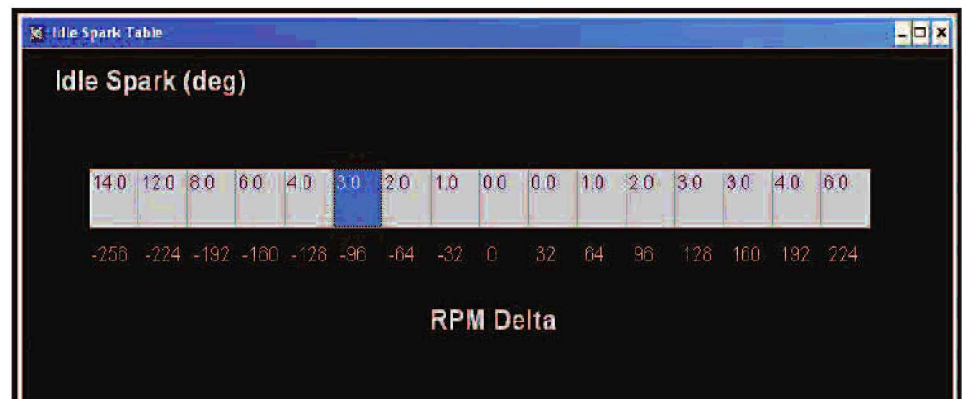 Idle Spark Table
Idle Spark (deg)
14.0 12.0 8.0 6.0 4.0 3.0 2.0 1.0 0.0 0.0 1.0 2.0 3.0 3.0 4.0 6.0
-256 -224 -192 -160 -128 -96 -64 -32 0 32 64 96 128 160 192 224
RPM Delta